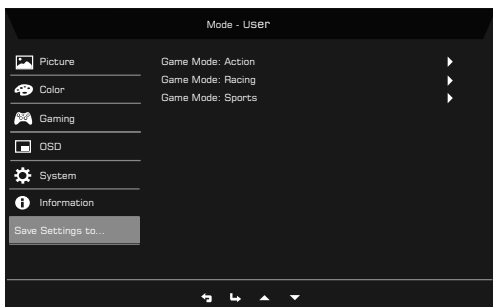 Mode - User
Picture
Color
Gaming
OSD
System
Information
Save Settings to...
Game Mode: Action
Game Mode: Racing
Game Mode: Sports